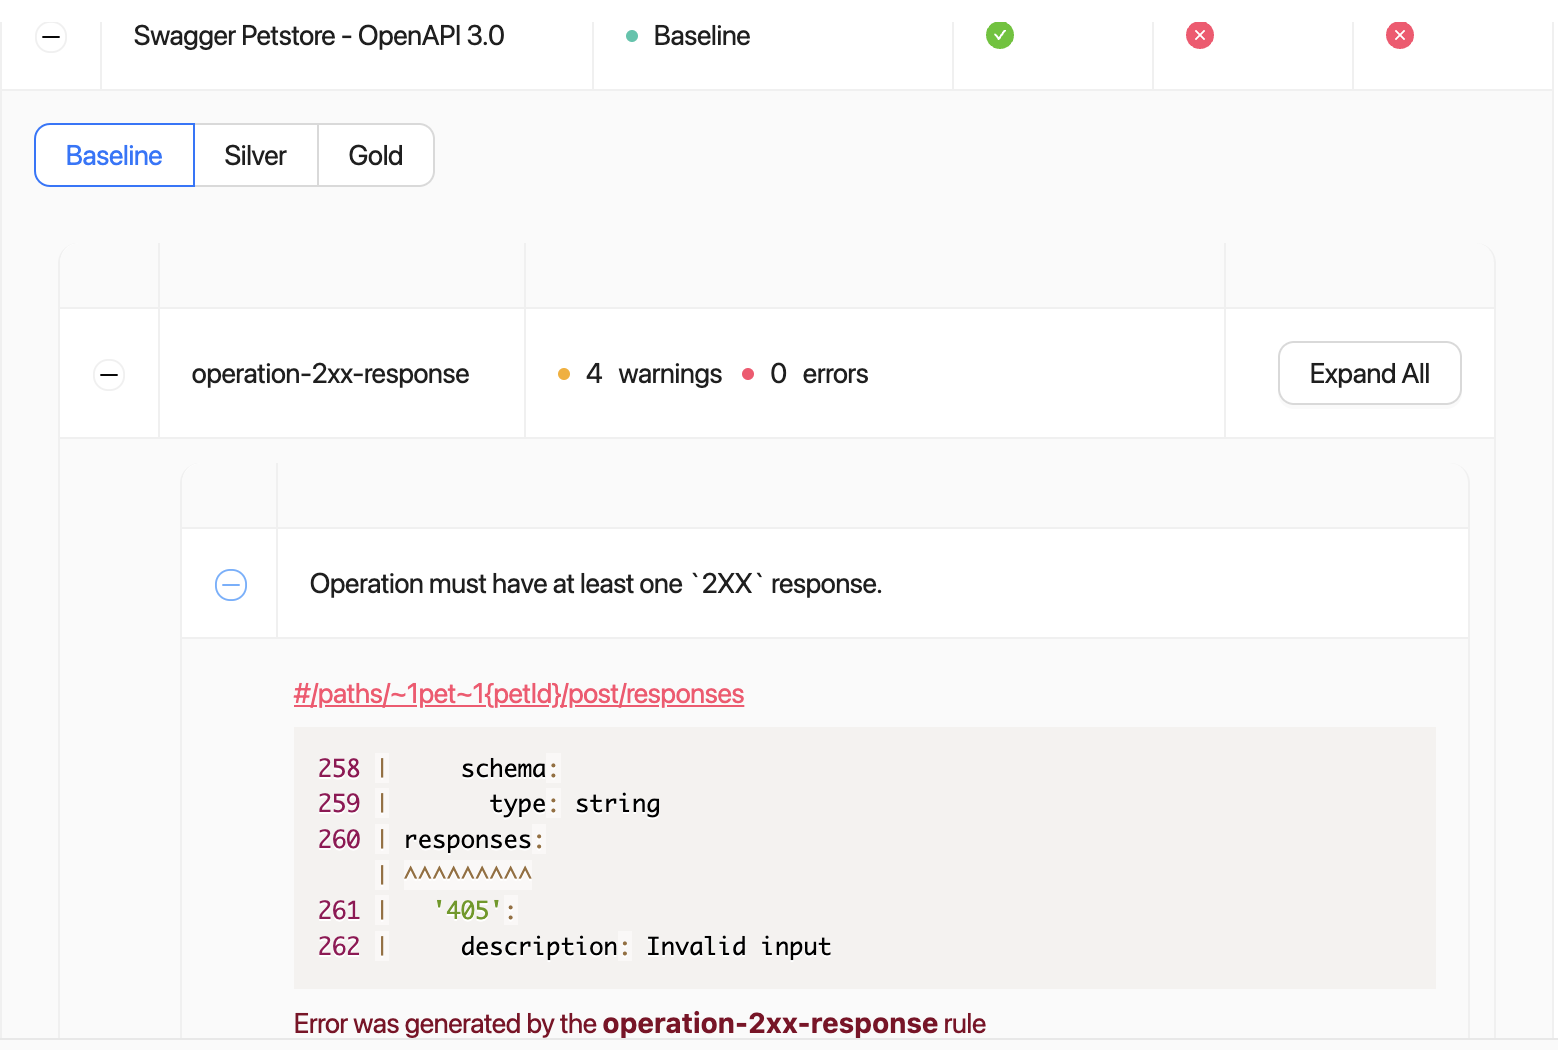 Swagger Petstore - OpenAPI 3.0 Baseline
Baseline Silver Gold
operation-2xx-response 4 warnings 0 errors Expand All
Operation must have at least one `2XX` response.
#/paths/~1pet~1{petId}/post/responses
258 |     schema:
259 |       type: string
260 | responses:
    | ^^^^^^^^^
261 |   '405':
262 |     description: Invalid input
Error was generated by the operation-2xx-response rule